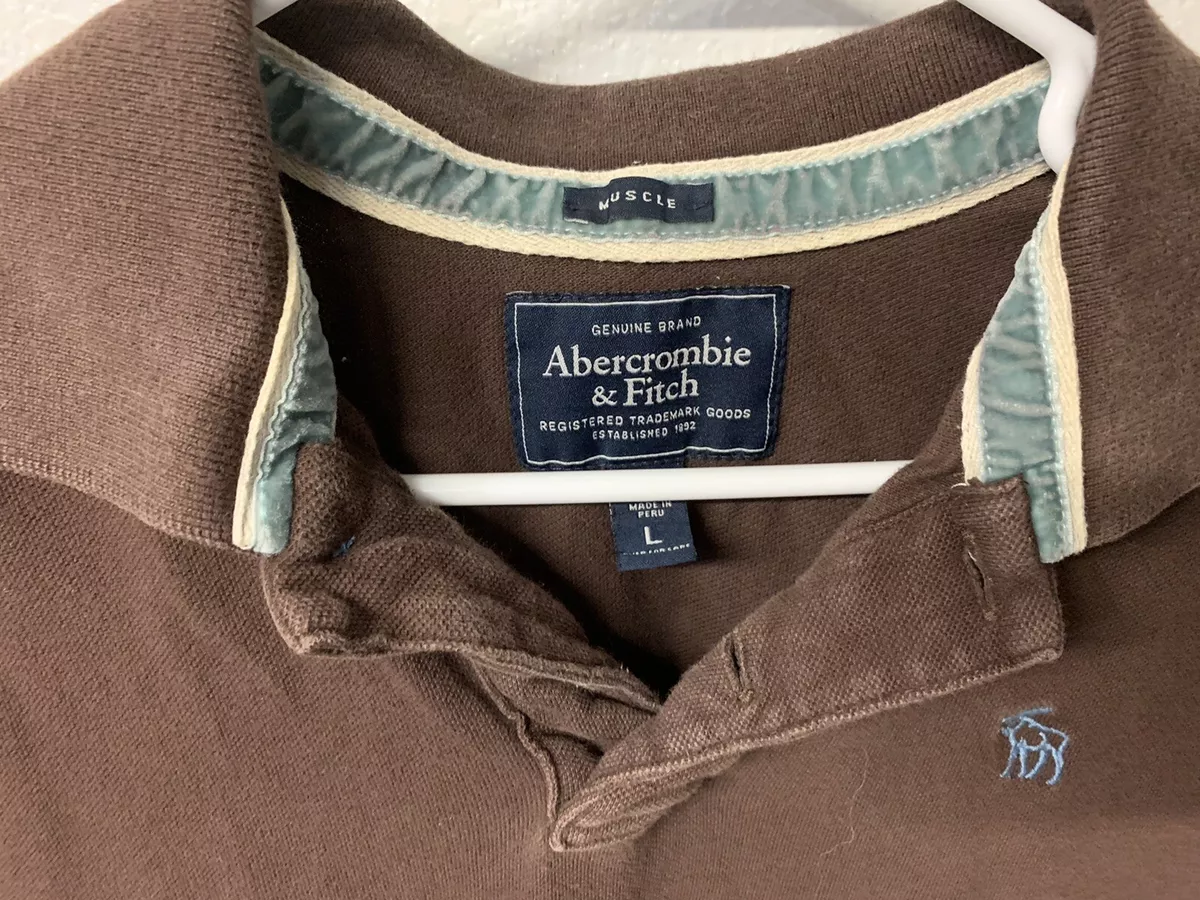 MUSCLE
GENUINE BRAND
Abercrombie
& Fitch
REGISTERED TRADEMARK GOODS
ESTABLISHED 1892
MADE IN
PERU
L